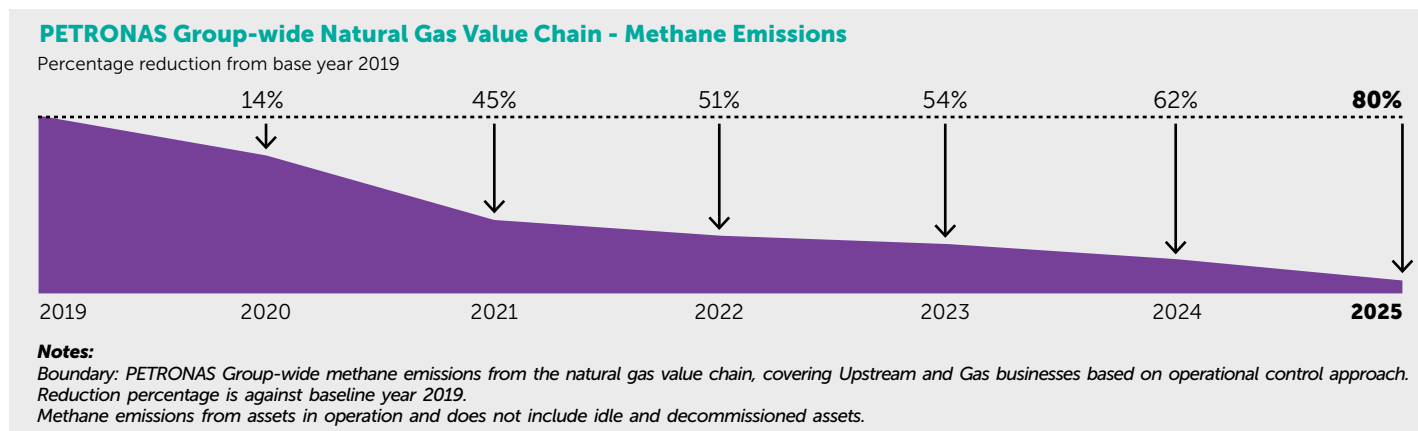 PETRONAS Group-wide Natural Gas Value Chain - Methane Emissions
Percentage reduction from base year 2019
14% 45% 51% 54% 62% 80%
2019 2020 2021 2022 2023 2024 2025
Notes:
Boundary: PETRONAS Group-wide methane emissions from the natural gas value chain, covering Upstream and Gas businesses based on operational control approach.
Reduction percentage is against baseline year 2019.
Methane emissions from assets in operation and does not include idle and decommissioned assets.